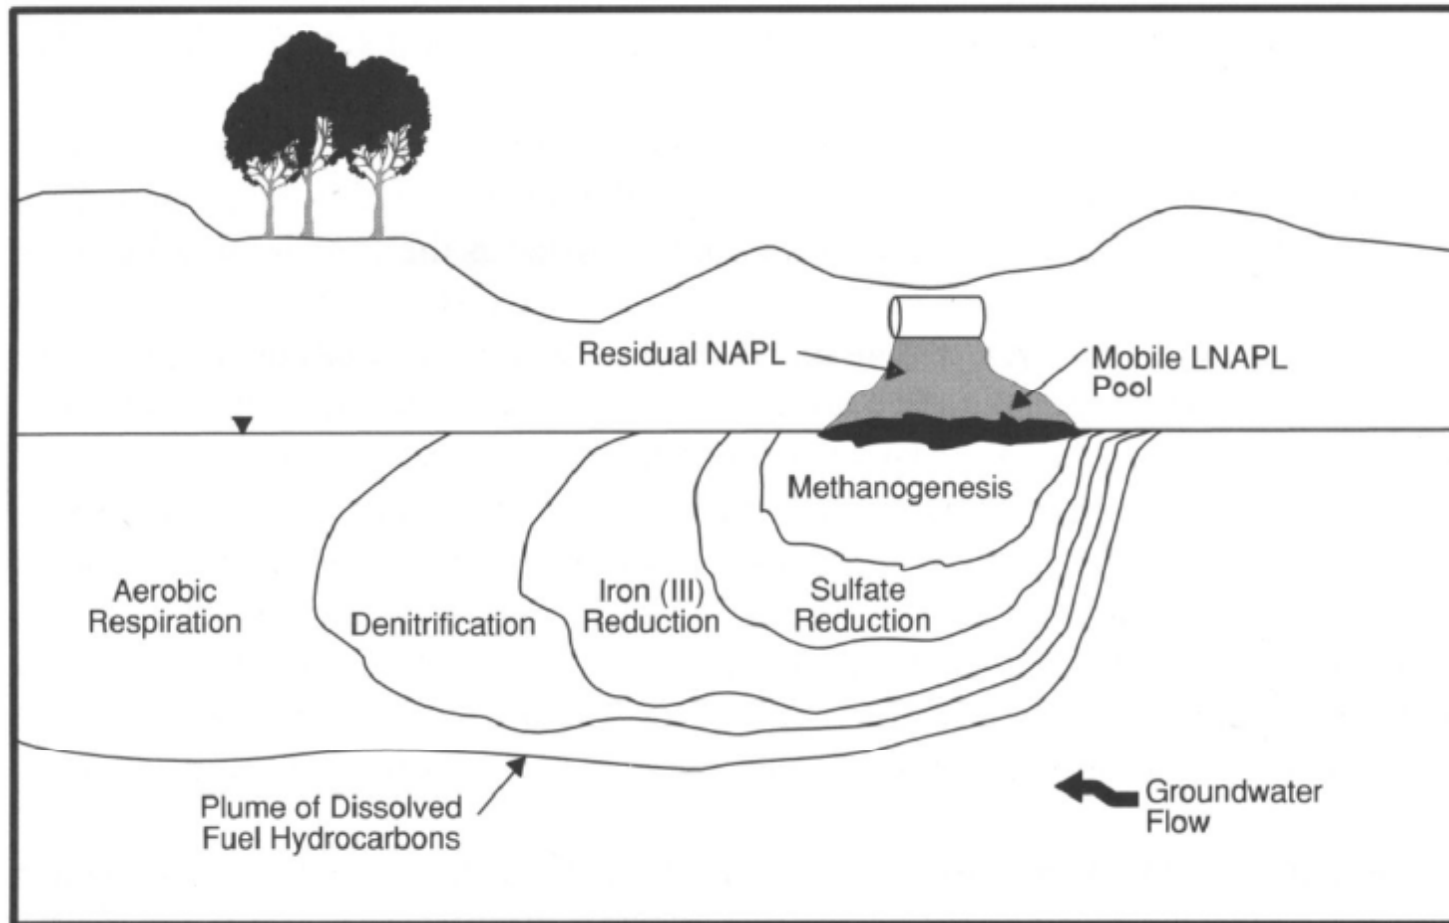 Residual NAPL
Mobile LNAPL
Pool
Methanogenesis
Aerobic
Respiration
Denitrification
Iron (III)
Reduction
Sulfate
Reduction
Plume of Dissolved
Fuel Hydrocarbons
Groundwater
Flow